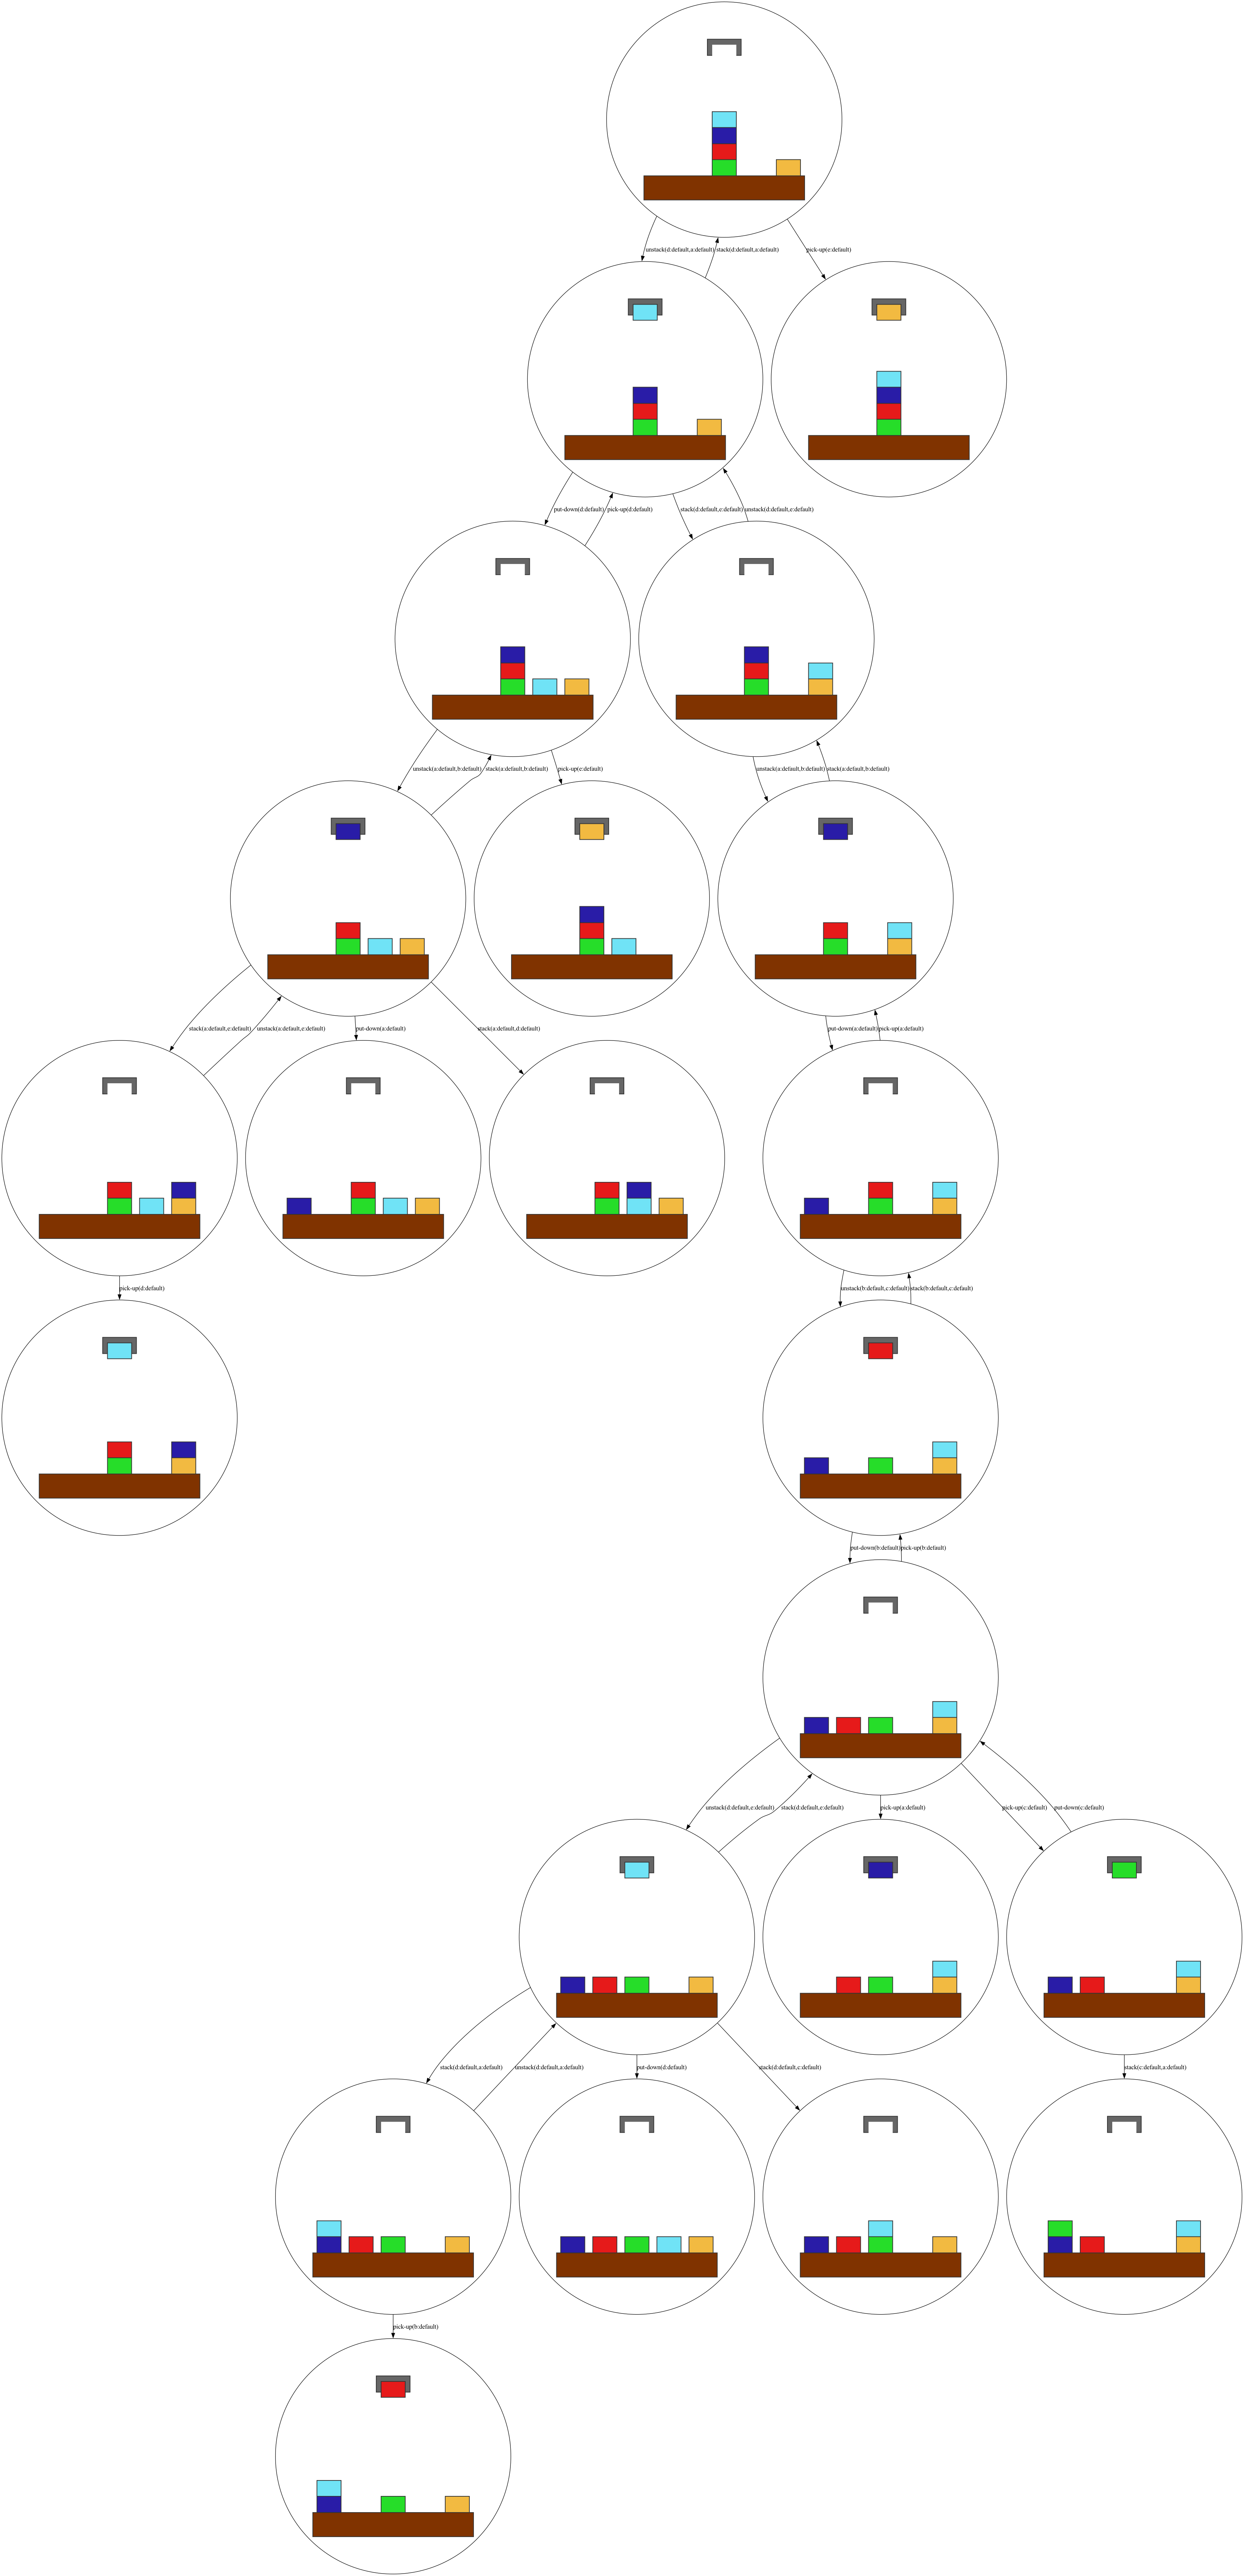 unstack(d:default,a:default)
stack(d:default,a:default)
pick-up(e:default)
put-down(d:default)
pick-up(d:default)
stack(d:default,e:default)
unstack(d:default,e:default)
unstack(a:default,b:default)
stack(a:default,b:default)
pick-up(e:default)
unstack(a:default,b:default)
stack(a:default,b:default)
stack(a:default,e:default)
unstack(a:default,e:default)
put-down(a:default)
stack(a:default,d:default)
put-down(a:default)
pick-up(a:default)
pick-up(d:default)
unstack(b:default,c:default)
stack(b:default,c:default)
put-down(b:default)
pick-up(b:default)
unstack(d:default,e:default)
stack(d:default,e:default)
pick-up(a:default)
pick-up(c:default)
put-down(c:default)
stack(d:default,a:default)
unstack(d:default,a:default)
put-down(d:default)
stack(d:default,c:default)
stack(c:default,a:default)
pick-up(b:default)